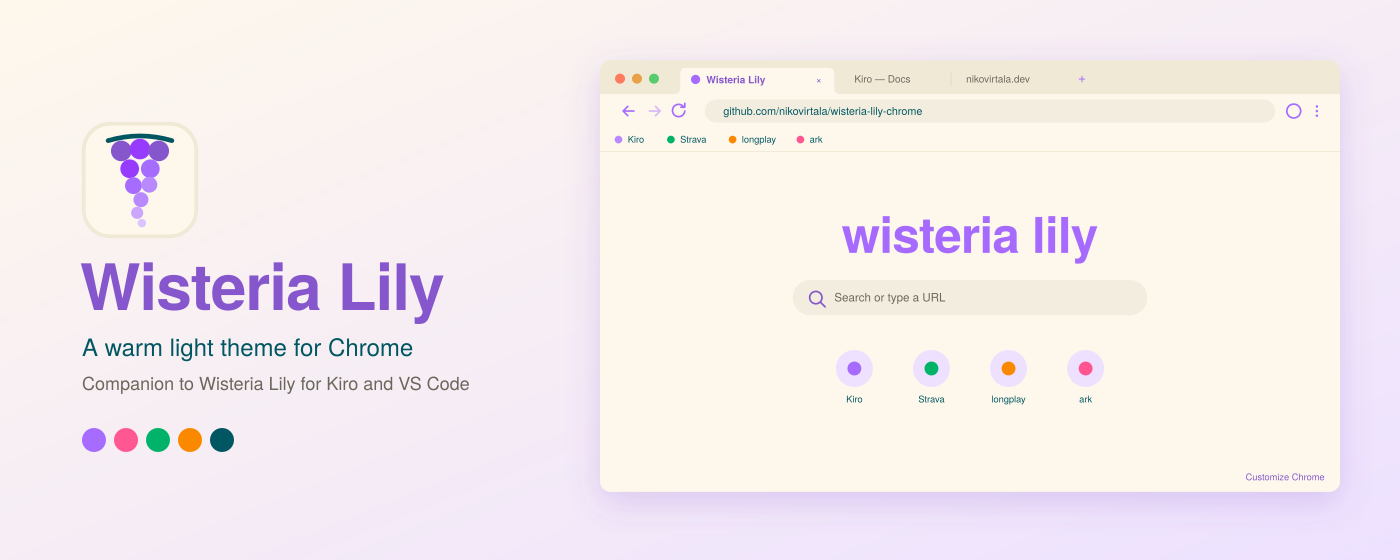 Wisteria Lily
A warm light theme for Chrome
Companion to Wisteria Lily for Kiro and VS Code
Wisteria Lily × Kiro — Docs nikovirtala.dev +
github.com/nikovirtala/wisteria-lily-chrome
Kiro Strava longplay ark
wisteria lily
Search or type a URL
Kiro Strava longplay ark
Customize Chrome